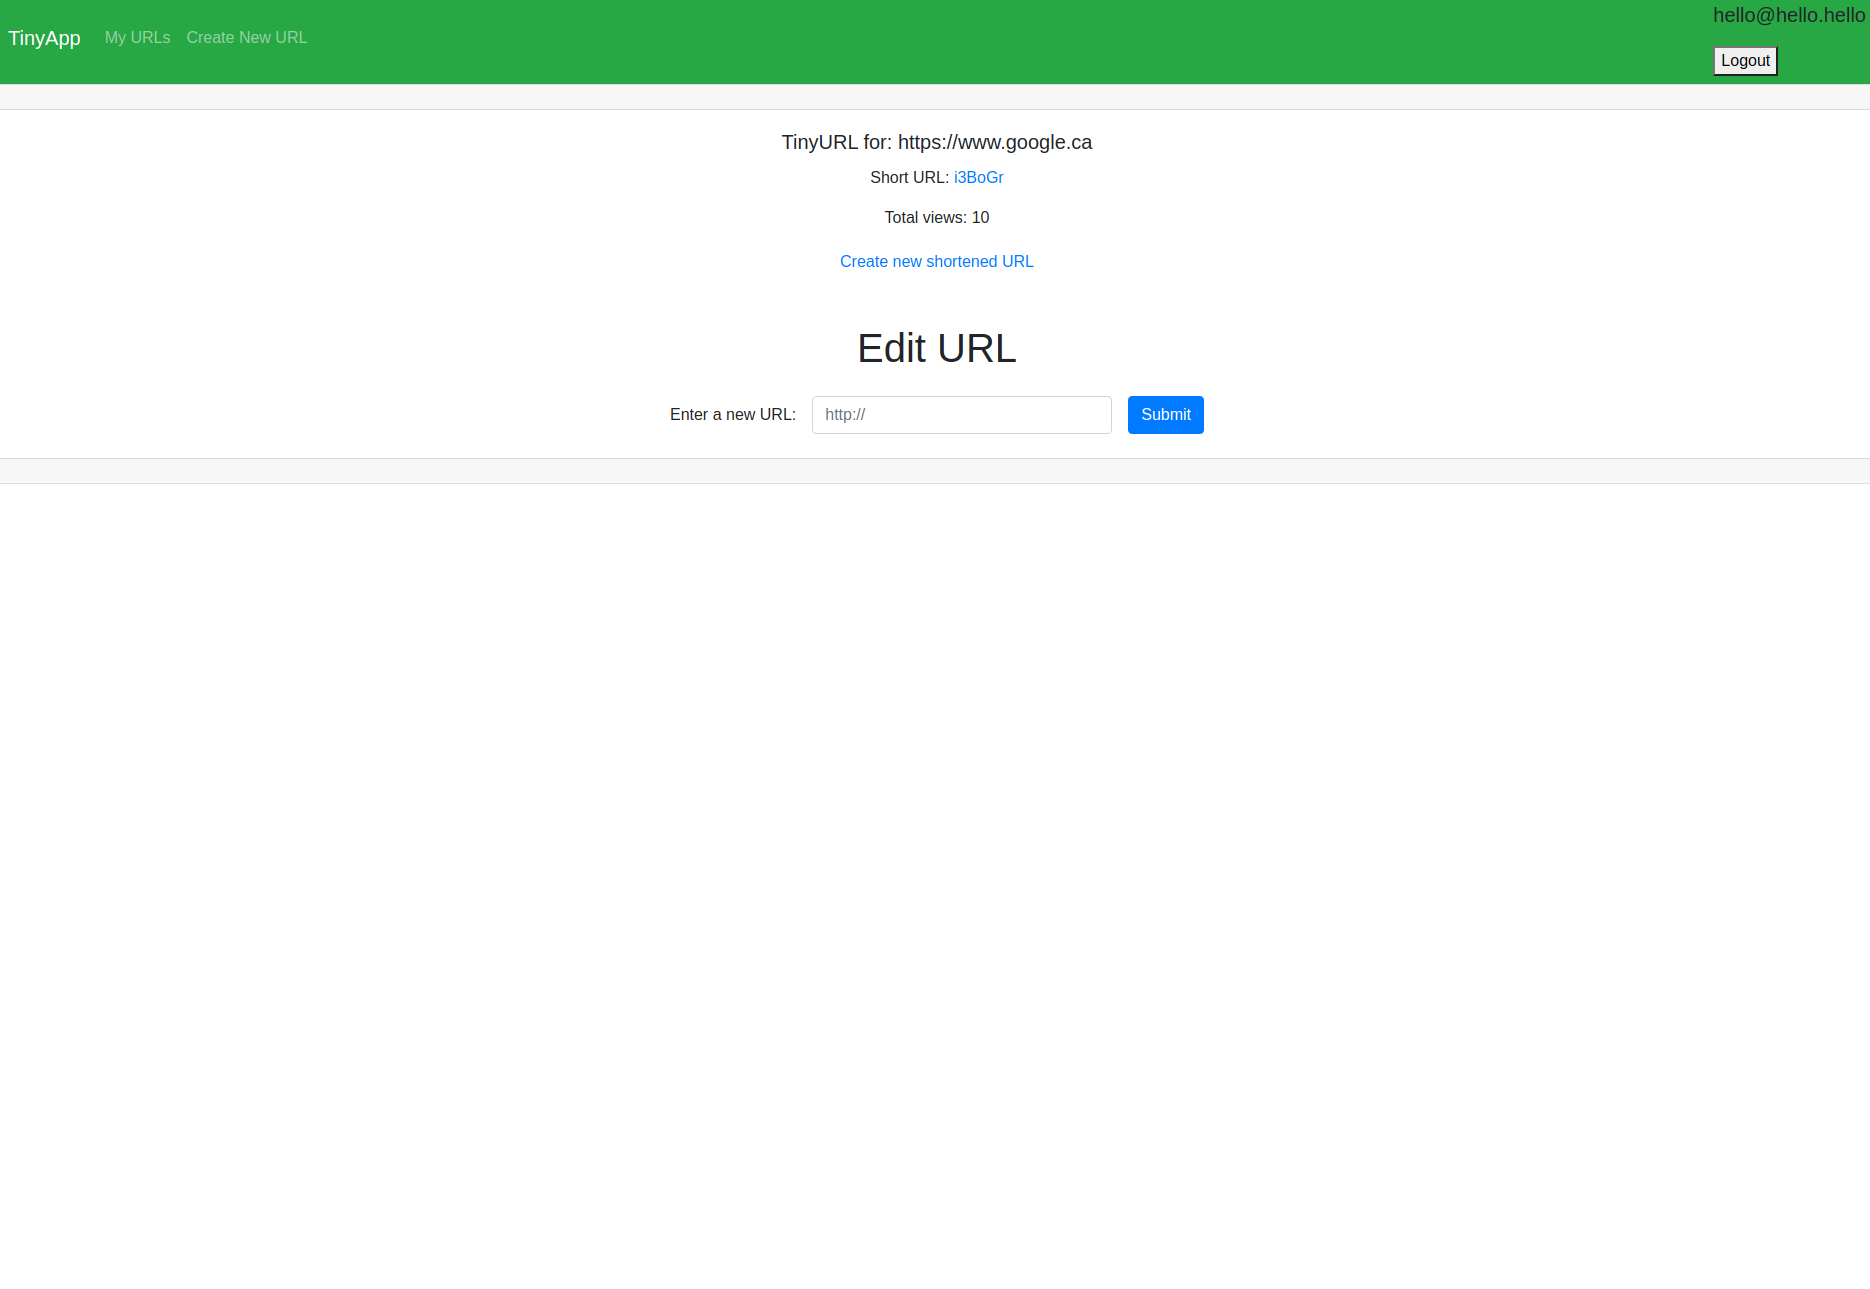 TinyApp My URLs Create New URL
hello@hello.hello
Logout
TinyURL for: https://www.google.ca
Short URL: i3BoGr
Total views: 10
Create new shortened URL
Edit URL
Enter a new URL: http:// Submit